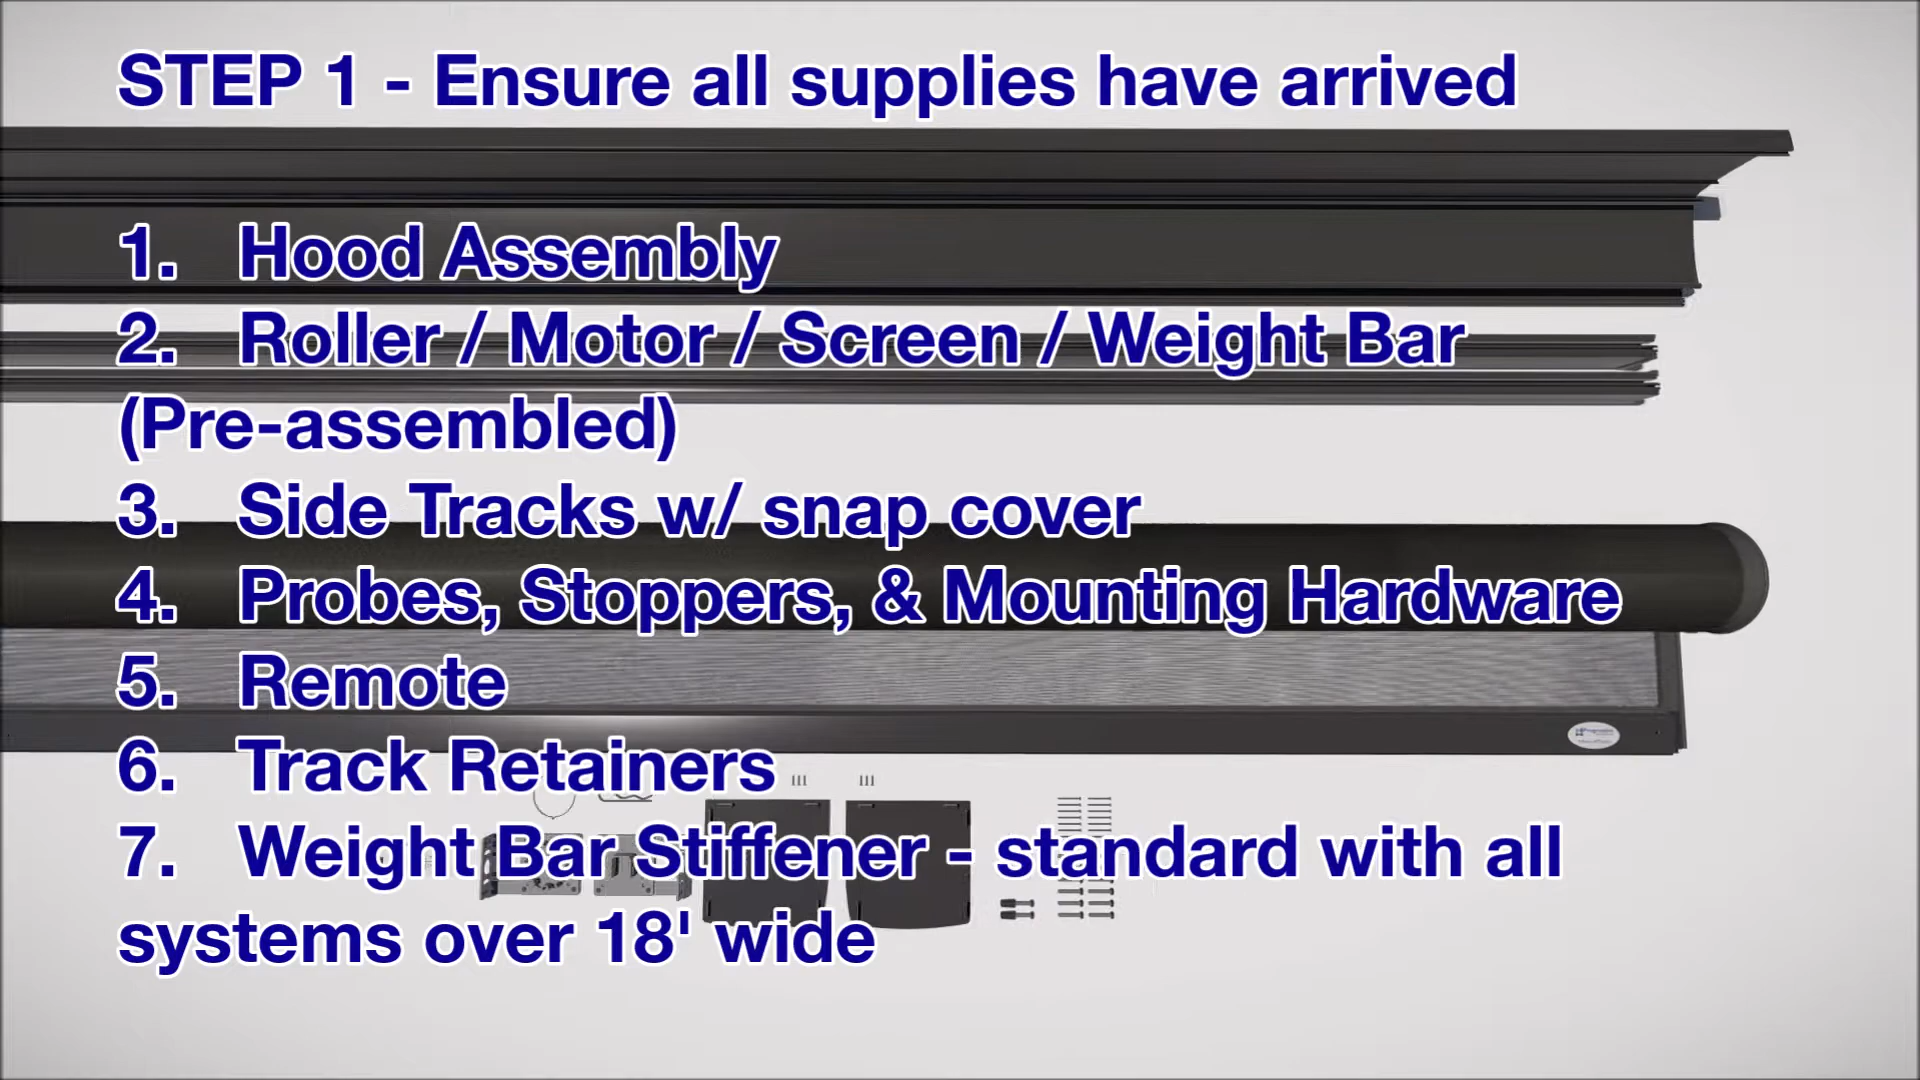 STEP 1 - Ensure all supplies have arrived
1. Hood Assembly
2. Roller / Motor / Screen / Weight Bar
(Pre-assembled)
3. Side Tracks w/ snap cover
4. Probes, Stoppers, & Mounting Hardware
5. Remote
6. Track Retainers
7. Weight Bar Stiffener - standard with all
systems over 18' wide